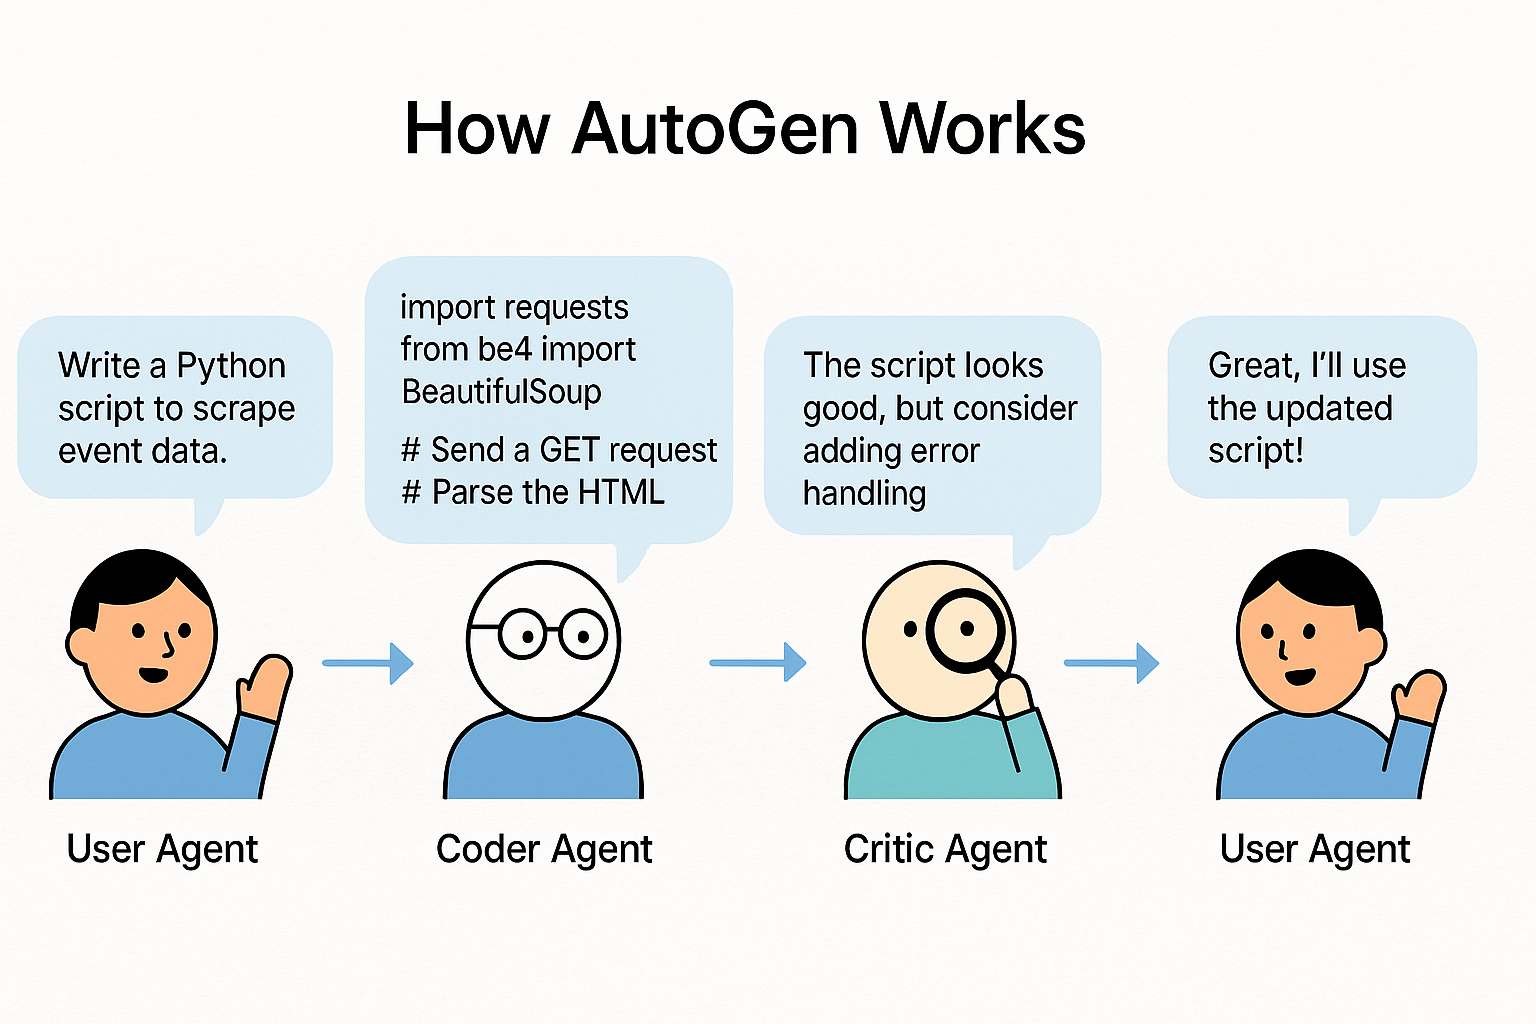 How AutoGen Works
Write a Python
script to scrape
event data.
import requests
from be4 import
BeautifulSoup
# Send a GET request
# Parse the HTML
The script looks
good, but consider
adding error
handling
Great, I’ll use
the updated
script!
User Agent
Coder Agent
Critic Agent
User Agent